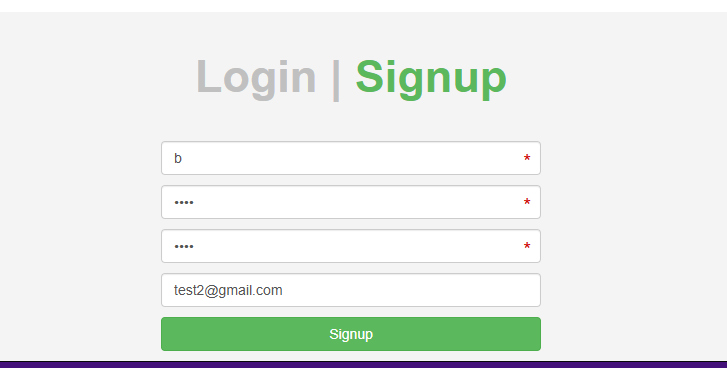 Login | Signup
b *
•••• *
•••• *
test2@gmail.com
Signup